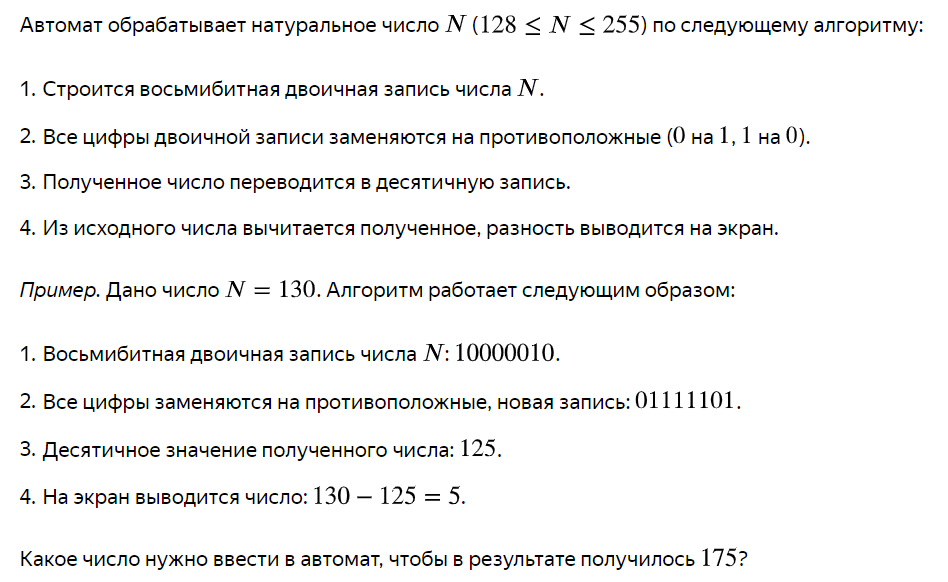 Автомат обрабатывает натуральное число N (128 ≤ N ≤ 255) по следующему алгоритму:
1. Строится восьмибитная двоичная запись числа N.
2. Все цифры двоичной записи заменяются на противоположные (0 на 1, 1 на 0).
3. Полученное число переводится в десятичную запись.
4. Из исходного числа вычитается полученное, разность выводится на экран.
Пример. Дано число N = 130. Алгоритм работает следующим образом:
1. Восьмибитная двоичная запись числа N: 10000010.
2. Все цифры заменяются на противоположные, новая запись: 01111101.
3. Десятичное значение полученного числа: 125.
4. На экран выводится число: 130 − 125 = 5.
Какое число нужно ввести в автомат, чтобы в результате получилось 175?